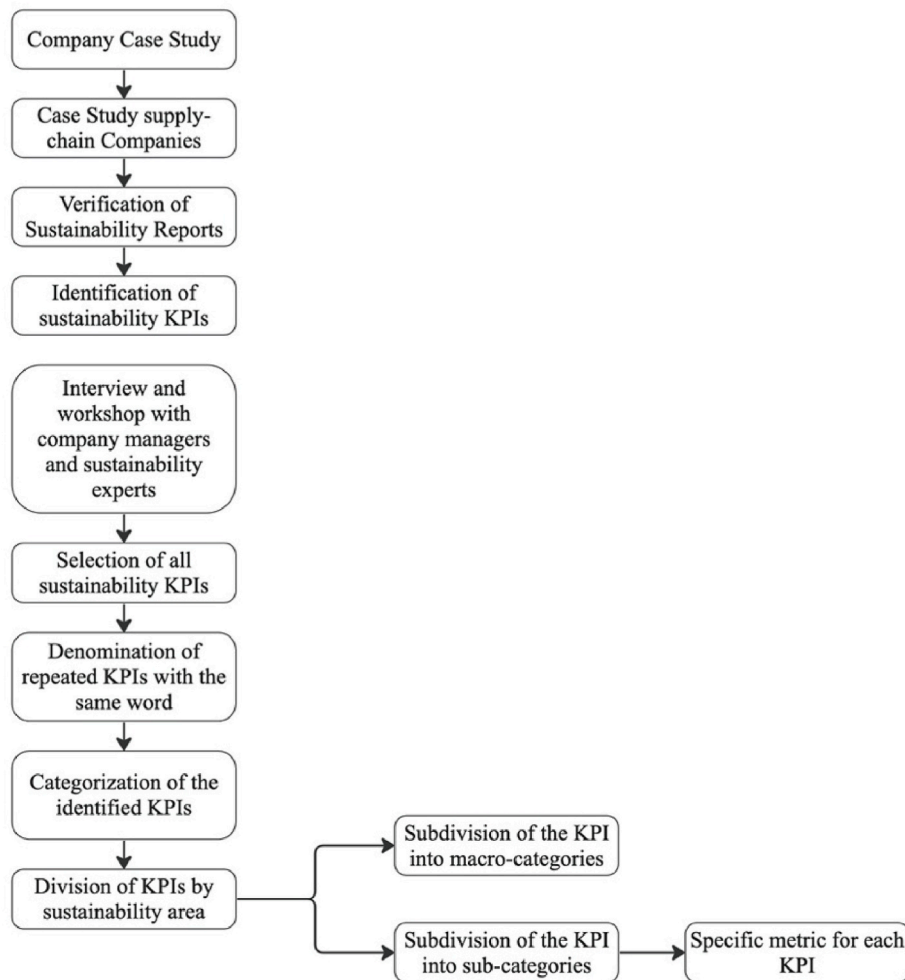 Company Case Study
Case Study supply-
chain Companies
Verification of
Sustainability Reports
Identification of
sustainability KPIs
Interview and
workshop with
company managers
and sustainability
experts
Selection of all
sustainability KPIs
Denomination of
repeated KPIs with the
same word
Categorization of the
identified KPIs
Division of KPIs by
sustainability area
Subdivision of the KPI
into macro-categories
Subdivision of the KPI
into sub-categories
Specific metric for each
KPI